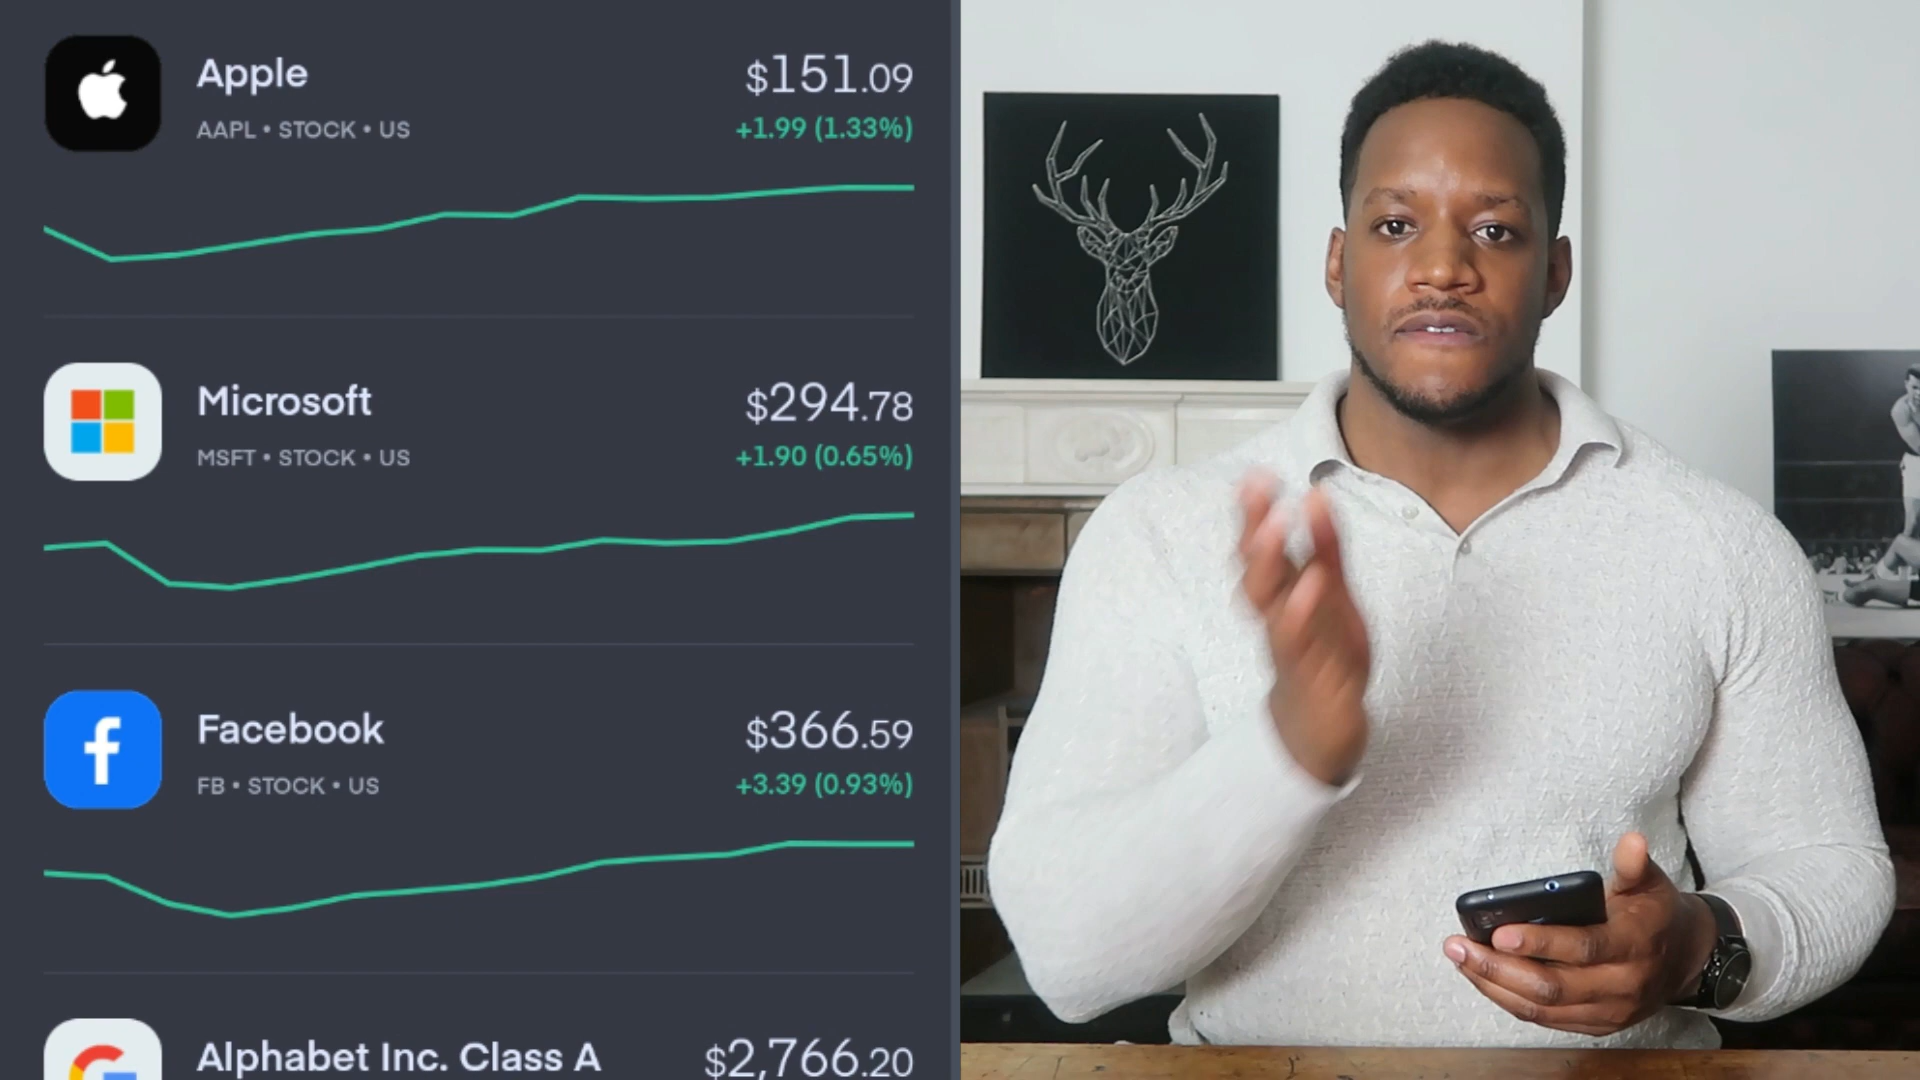 Apple
$151.09
AAPL • STOCK • US
+1.99 (1.33%)
Microsoft
$294.78
MSFT • STOCK • US
+1.90 (0.65%)
Facebook
$366.59
FB • STOCK • US
+3.39 (0.93%)
Alphabet Inc. Class A
$2,766.20